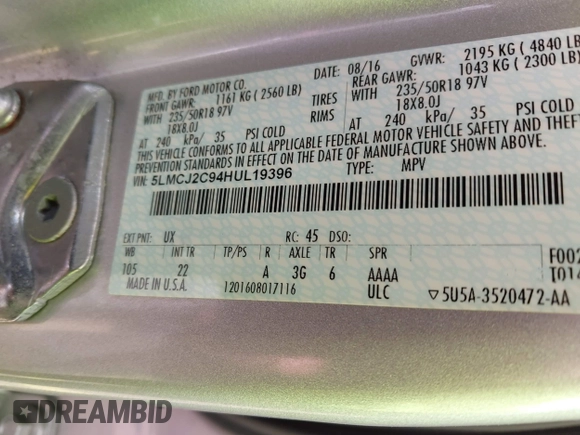 MFD. BY FORD MOTOR CO.
DATE: 08/16 GVWR: 2195 KG ( 4840 LB
FRONT GAWR: 1161 KG ( 2560 LB) REAR GAWR: 1043 KG ( 2300 LB
WITH 235/50R18 97V TIRES WITH 235/50R18 97V
18X8.0J RIMS 18X8.0J
AT 240 kPa/ 35 PSI COLD AT 240 kPa/ 35 PSI COLD
THIS VEHICLE CONFORMS TO ALL APPLICABLE FEDERAL MOTOR VEHICLE SAFETY AND THEFT
PREVENTION STANDARDS IN EFFECT ON THE DATE OF MANUFACTURE SHOWN ABOVE.
VIN: 5LMCJ2C94HUL19396 TYPE: MPV
EXT PNT: UX RC: 45 DSO:
WB INT TR TP/PS R AXLE TR SPR
105 22 A 3G 6 AAAA
F002
T014
MADE IN U.S.A. 1201608017116 ULC ▽5U5A-3520472-AA
DREAMBID